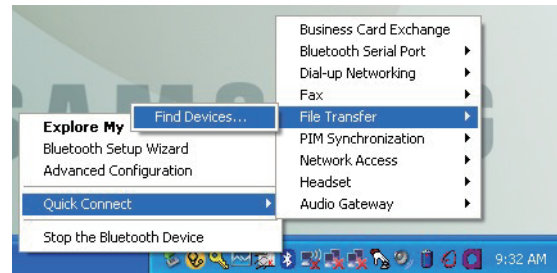 Business Card Exchange
Bluetooth Serial Port
Dial-up Networking
Fax
File Transfer
PIM Synchronization
Network Access
Headset
Audio Gateway
Find Devices...
Explore My
Bluetooth Setup Wizard
Advanced Configuration
Quick Connect
Stop the Bluetooth Device
9:32 AM